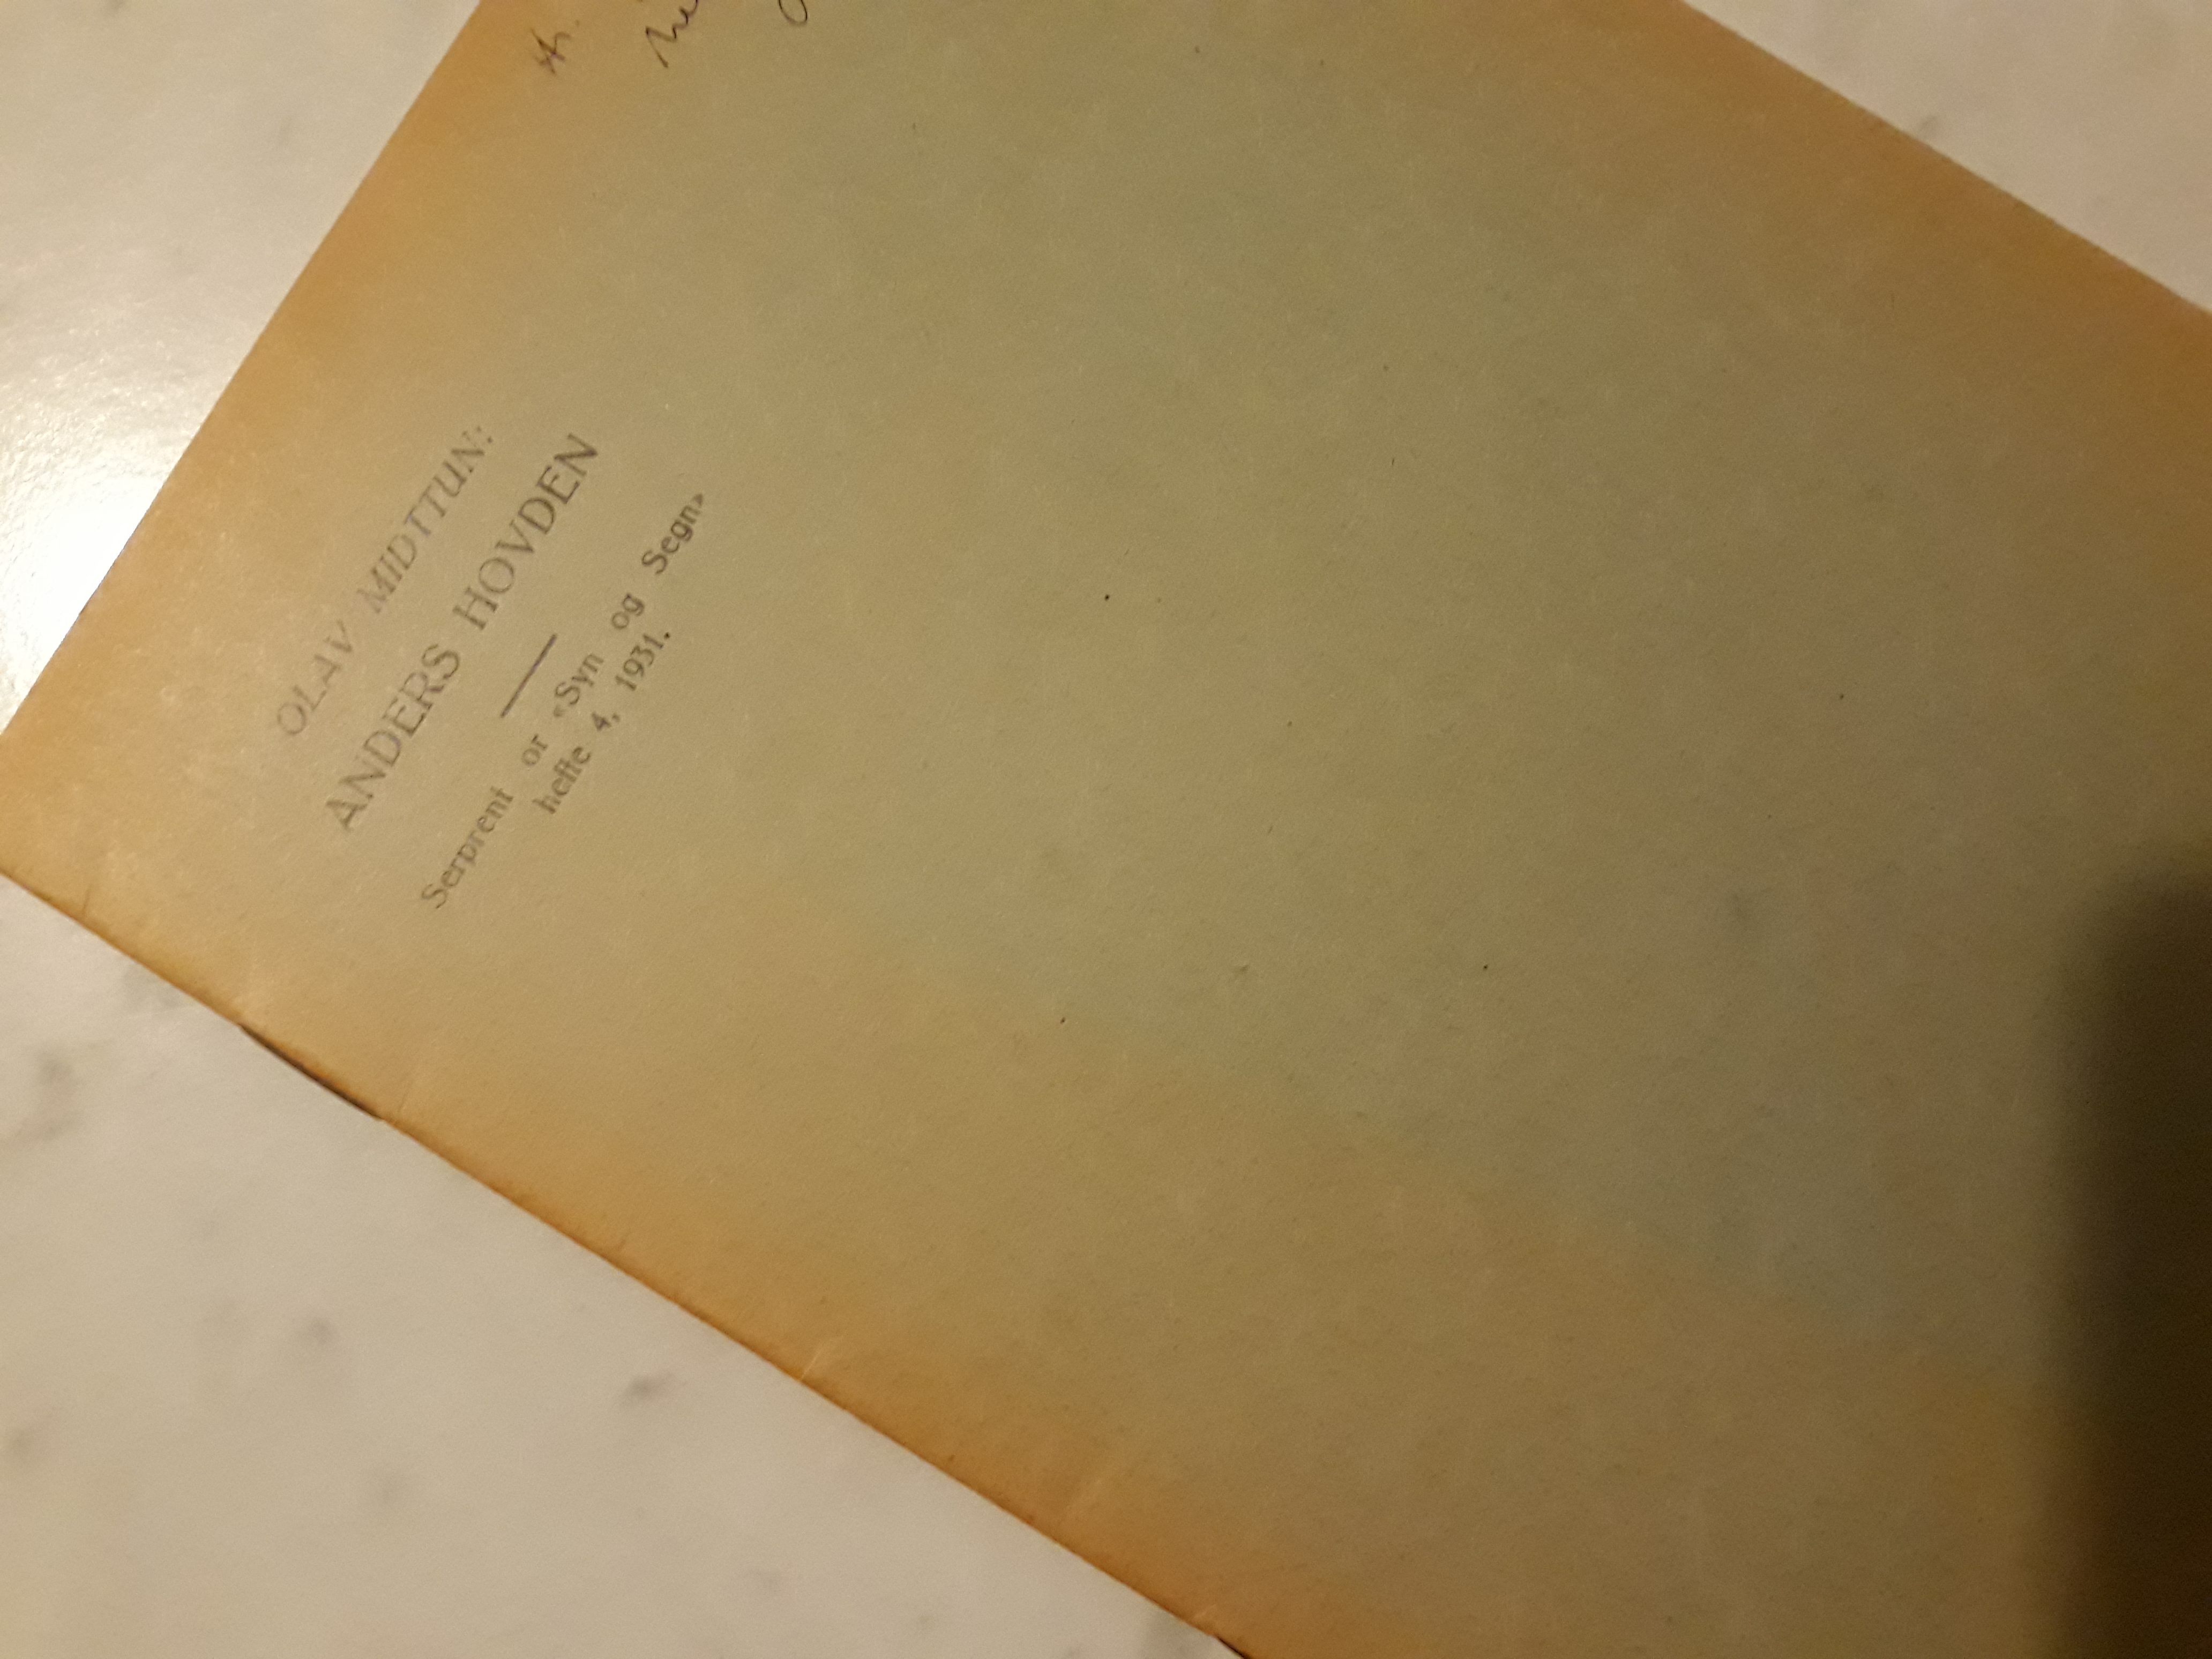 OLAV MIDTTUN:
ANDERS HOVDEN
Serprent or «Syn og Segn»
hefte 4, 1931.